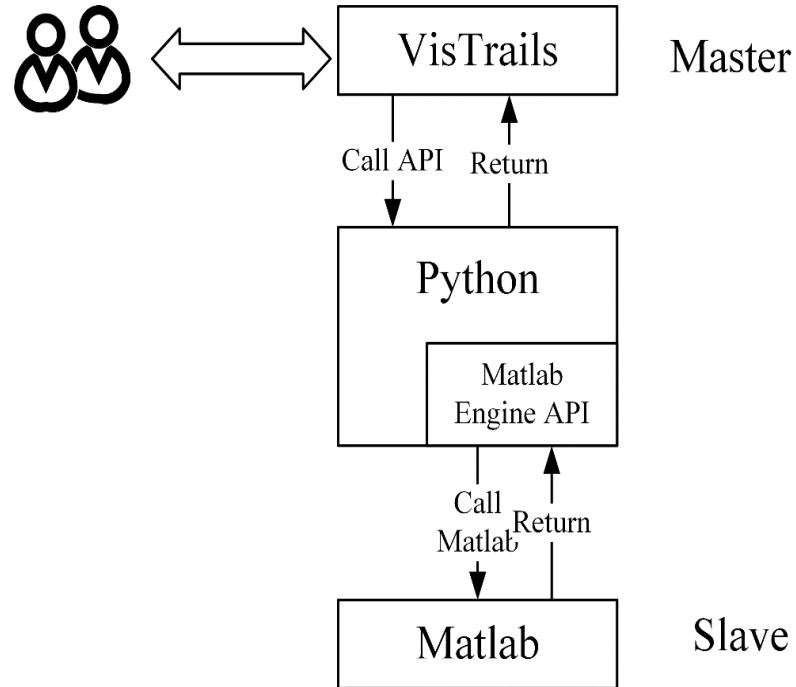 VisTrails
Master
Call API
Return
Python
Matlab
Engine API
Call
Matlab
Return
Matlab
Slave